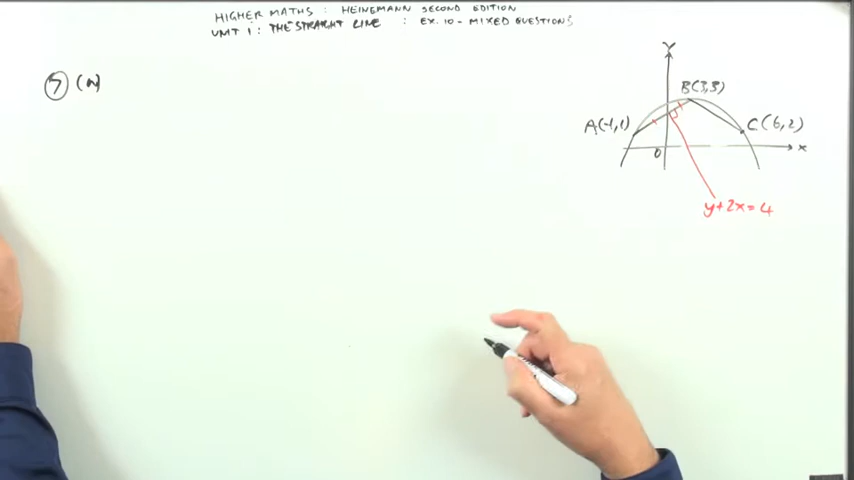 HIGHER MATHS : HEINEMANN SECOND EDITION
UNIT 1 : THE STRAIGHT LINE : EX. 10 - MIXED QUESTIONS
7 (a)
Y
B(3,3)
A(-1,1)
C(6,2)
O
x
y+2x=4